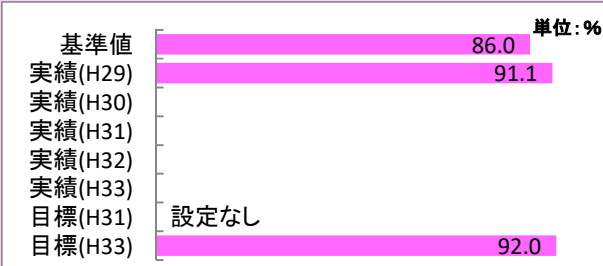 単位：%
基準値 86.0
実績(H29) 91.1
実績(H30)
実績(H31)
実績(H32)
実績(H33)
目標(H31) 設定なし
目標(H33) 92.0